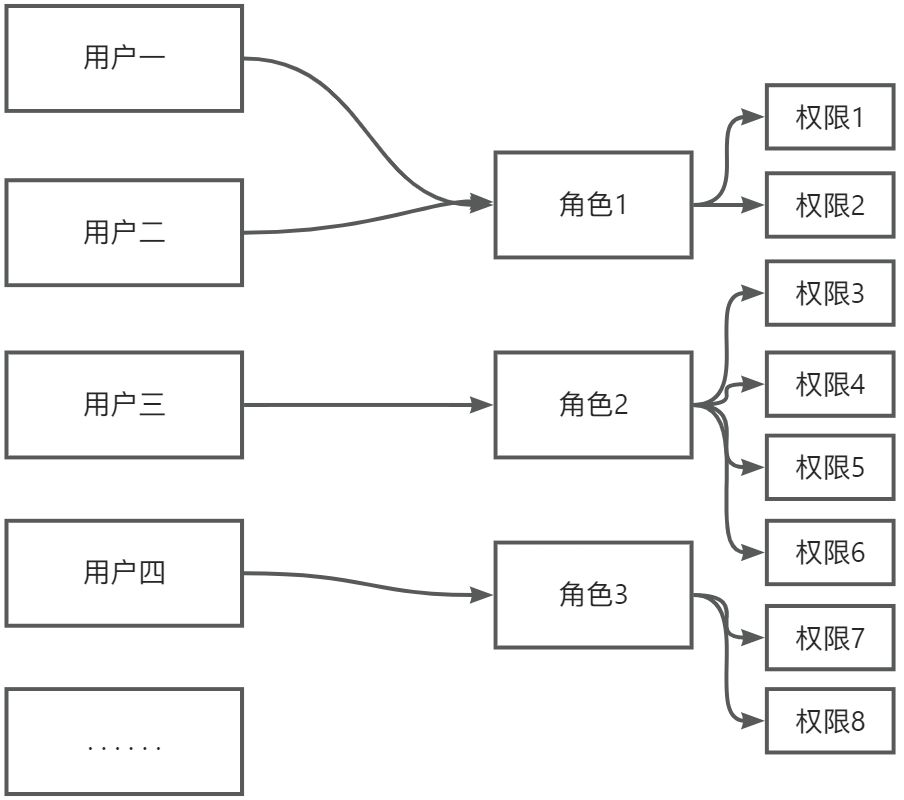 用户一
用户二
用户三
用户四
......
角色1
角色2
角色3
权限1
权限2
权限3
权限4
权限5
权限6
权限7
权限8